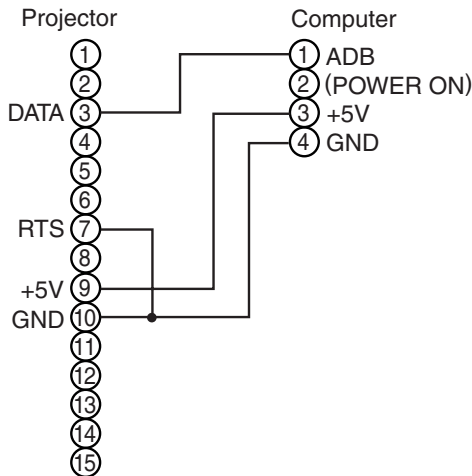 Projector Computer
1 1 ADB
2 2 (POWER ON)
DATA 3 3 +5V
4 4 GND
5
6
RTS 7
8
+5V 9
GND 10
11
12
13
14
15